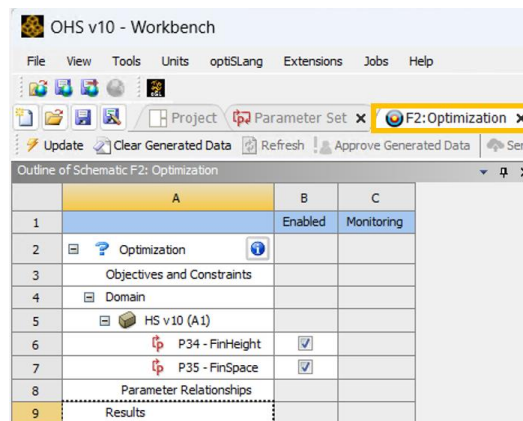 OHS v10 - Workbench
File View Tools Units optiSLang Extensions Jobs Help
Project Parameter Set F2:Optimization
Update Clear Generated Data Refresh Approve Generated Data
Outline of Schematic F2: Optimization
A B C
1 Enabled Monitoring
2 Optimization
3 Objectives and Constraints
4 Domain
5 HS v10 (A1)
6 P34 - FinHeight
7 P35 - FinSpace
8 Parameter Relationships
9 Results